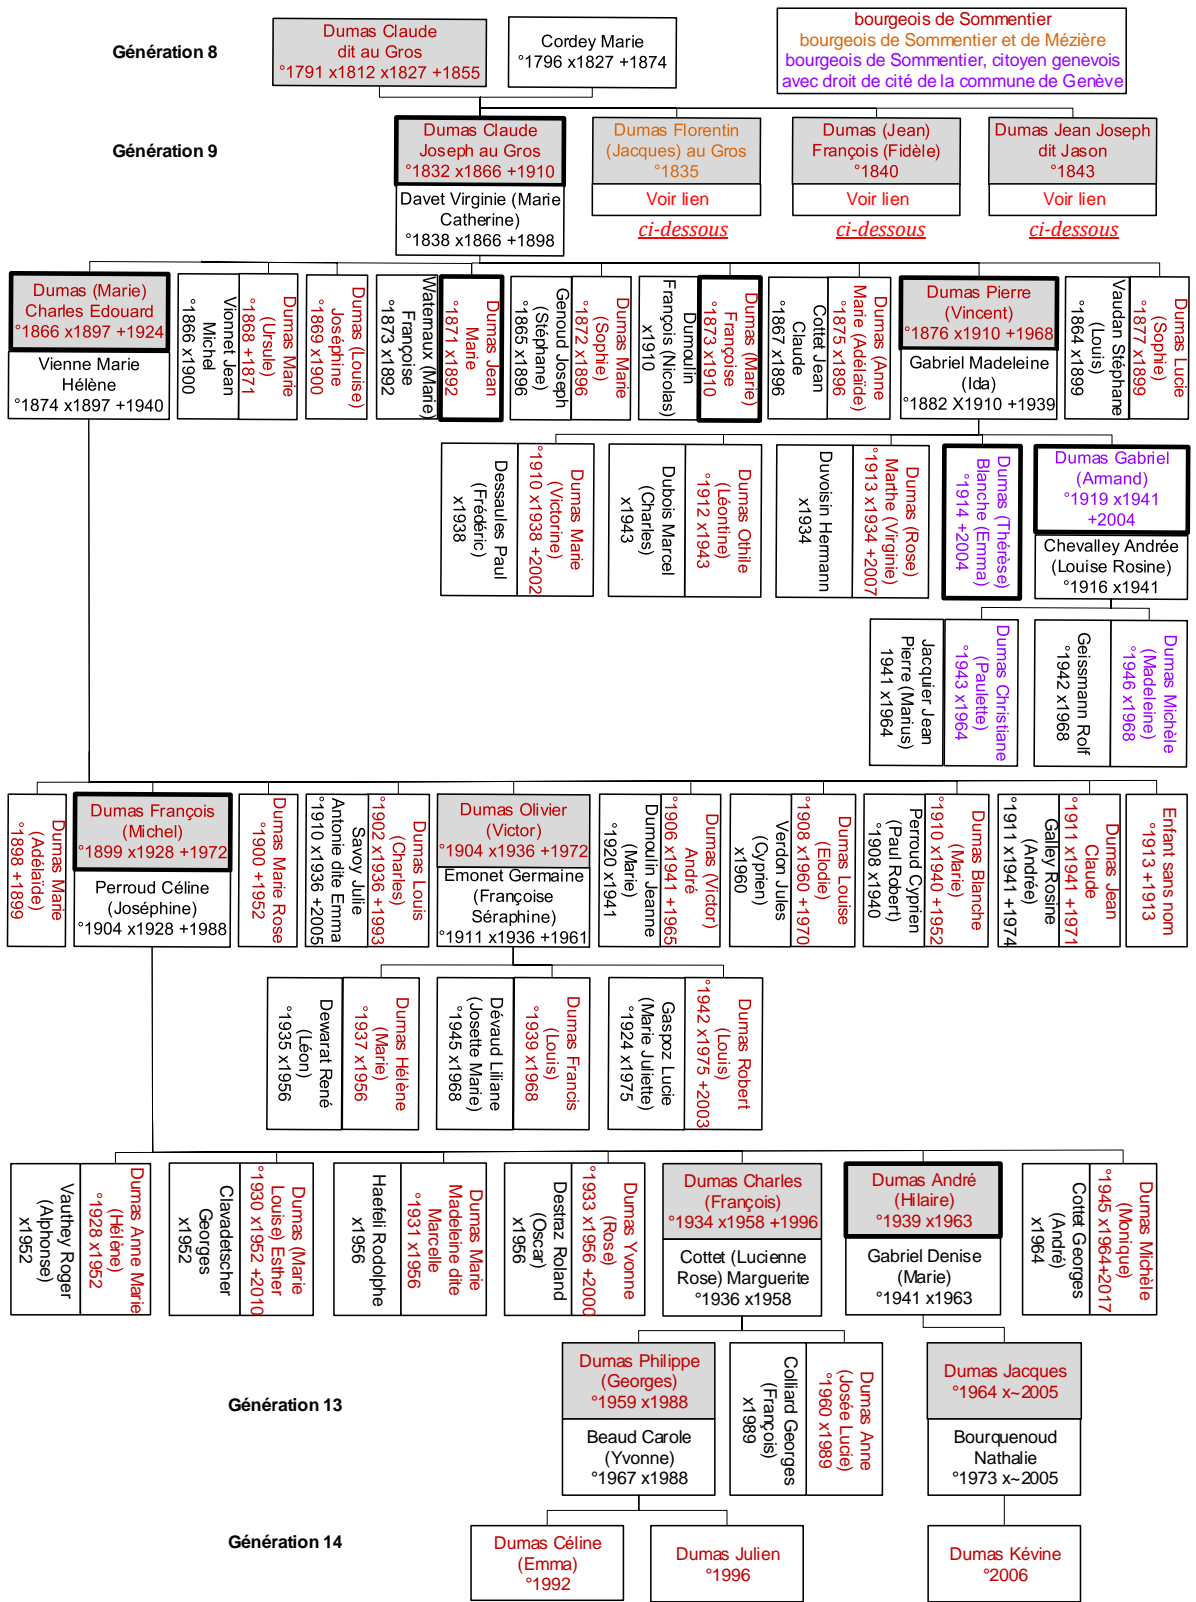 Génération 8
Dumas Claude
dit au Gros
°1791 x1812 x1827 +1855
Cordey Marie
°1796 x1827 +1874
bourgeois de Sommentier
bourgeois de Sommentier et de Mézière
bourgeois de Sommentier, citoyen genevois
avec droit de cité de la commune de Genève
Génération 9
Dumas Claude
Joseph au Gros
°1832 x1866 +1910
Davet Virginie (Marie
Catherine)
°1838 x1866 +1898
Dumas Florentin
(Jacques) au Gros
°1835
Voir lien
ci-dessous
Dumas (Jean)
François (Fidèle)
°1840
Voir lien
ci-dessous
Dumas Jean Joseph
dit Jason
°1843
Voir lien
ci-dessous
Dumas (Marie)
Charles Edouard
°1866 x1897 +1924
Vienne Marie
Hélène
°1874 x1897 +1940
Dumas Marie
(Ursule)
°1868 +1871
Vionnet Jean
Michel
°1866 x1900
Dumas (Louise)
Joséphine
°1869 x1900
Waternaux (Marie)
Françoise
°1873 x1892
Dumas Jean
Marie
°1871 x1892
Genoud Joseph
(Stéphane)
°1865 x1896
Dumas Marie
(Sophie)
°1872 x1896
Dumoulin
François (Nicolas)
x1910
Dumas (Marie)
Françoise
°1873 x1910
Cottet Jean
Claude
°1867 x1896
Dumas (Anne
Marie (Adélaïde)
°1875 x1896
Dumas Pierre
(Vincent)
°1876 x1910 +1968
Gabriel Madeleine
(Ida)
°1882 X1910 +1939
Vaudan Stéphane
(Louis)
°1864 x1899
Dumas Lucie
(Sophie)
°1877 x1899
Dessaules Paul
(Frédéric)
x1938
Dumas Marie
(Victorine)
°1910 x1938 +2002
Dubois Marcel
(Charles)
x1943
Dumas Othile
(Léontine)
°1912 x1943
Duvoisin Hermann
x1934
Dumas (Rose)
Marthe (Virginie)
°1913 x1934 +2007
Dumas (Thérèse)
Blanche (Emma)
°1914 +2004
Dumas Gabriel
(Armand)
°1919 x1941
+2004
Chevalley Andrée
(Louise Rosine)
°1916 x1941
Jacquier Jean
Pierre (Marius)
1941 x1964
Dumas Christiane
(Paulette)
°1943 x1964
Geissmann Rolf
°1942 x1968
Dumas Michèle
(Madeleine)
°1946 x1968
Dumas Marie
(Adélaïde)
°1898 +1899
Dumas François
(Michel)
°1899 x1928 +1972
Perroud Céline
(Joséphine)
°1904 x1928 +1988
Dumas Marie Rose
°1900 +1952
Savoy Julie
Antonie dite Emma
°1910 x1936 +2005
Dumas Louis
(Charles)
°1902 x1936 +1993
Dumas Olivier
(Victor)
°1904 x1936 +1972
Emonet Germaine
(Françoise
Séraphine)
°1911 x1936 +1961
Dumoulin Jeanne
(Marie)
°1920 x1941
Dumas (Victor)
André
°1906 x1941 +1965
Verdon Jules
(Cyprien)
x1960
Dumas Louise
(Elodie)
°1908 x1960 +1970
Perroud Cyprien
(Paul Robert)
°1908 x1940
Dumas Blanche
(Marie)
°1910 x1940 +1952
Galley Rosine
(Andrée)
°1911 x1941 +1974
Dumas Jean
Claude
°1911 x1941 +1971
Enfant sans nom
°1913 +1913
Dewarat René
(Léon)
°1935 x1956
Dumas Hélène
(Marie)
°1937 x1956
Dévaud Liliane
(Josette Marie)
°1945 x1968
Dumas Francis
(Louis)
°1939 x1968
Gaspoz Lucie
(Marie Juliette)
°1924 x1975
Dumas Robert
(Louis)
°1942 x1975 +2003
Vauthey Roger
(Alphonse)
x1952
Dumas Anne Marie
(Hélène)
°1928 x1952
Clavadetscher
Georges
x1952
Dumas (Marie
Louise) Esther
°1930 x1952 +2010
Haefeli Rodolphe
x1956
Dumas Marie
Madeleine dite
Marcelle
°1931 x1956
Destraz Roland
(Oscar)
x1956
Dumas Yvonne
(Rose)
°1933 x1956 +2000
Dumas Charles
(François)
°1934 x1958 +1996
Cottet (Lucienne
Rose) Marguerite
°1936 x1958
Dumas André
(Hilaire)
°1939 x1963
Gabriel Denise
(Marie)
°1941 x1963
Cottet Georges
(André)
x1964
Dumas Michèle
(Monique)
°1945 x1964+2017
Génération 13
Dumas Philippe
(Georges)
°1959 x1988
Beaud Carole
(Yvonne)
°1967 x1988
Colliard Georges
(François)
x1989
Dumas Anne
(Josée Lucie)
°1960 x1989
Dumas Jacques
°1964 x~2005
Bourquenoud
Nathalie
°1973 x~2005
Génération 14
Dumas Céline
(Emma)
°1992
Dumas Julien
°1996
Dumas Kévine
°2006